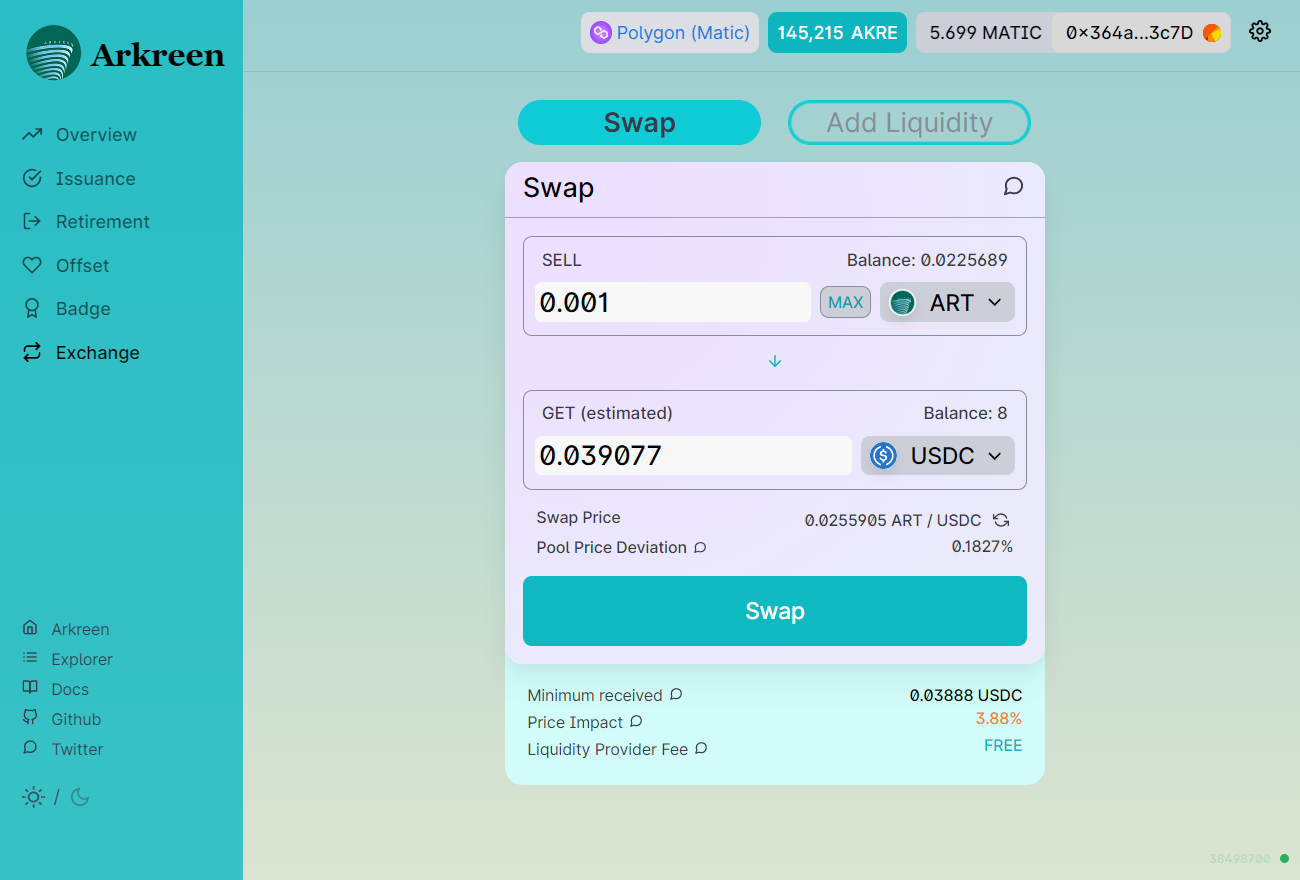 Arkreen
Polygon (Matic)
145,215 AKRE
5.699 MATIC
0x364a...3c7D
Overview
Issuance
Retirement
Offset
Badge
Exchange
Swap
Add Liquidity
Swap
SELL
Balance: 0.0225689
0.001
MAX
ART
GET (estimated)
Balance: 8
0.039077
USDC
Swap Price
0.0255905 ART / USDC
Pool Price Deviation
0.1827%
Swap
Minimum received
0.03888 USDC
Price Impact
3.88%
Liquidity Provider Fee
FREE
Arkreen
Explorer
Docs
Github
Twitter
/
38498700